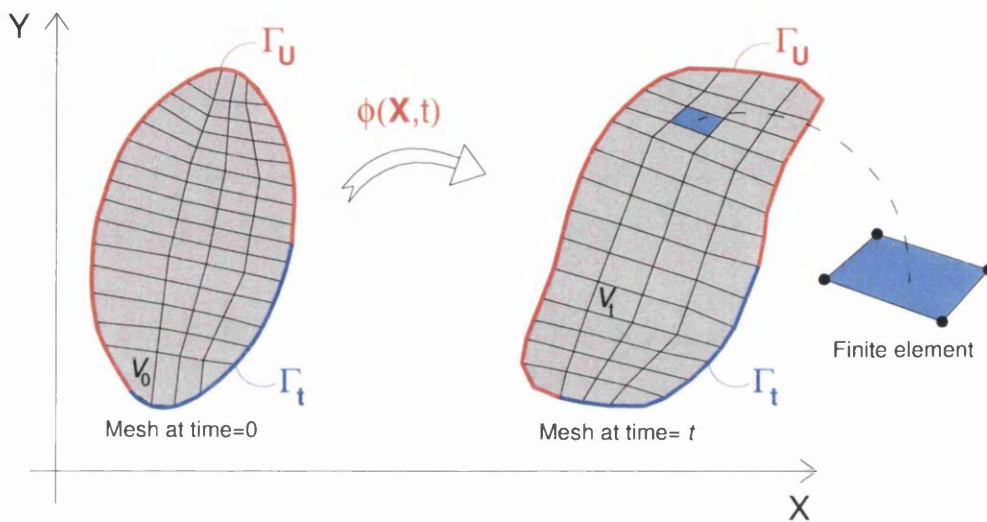 Y
ΓU
ΓU
ϕ(X,t)
Vt
V0
Γt
Γt
Finite element
Mesh at time=0
Mesh at time= t
X